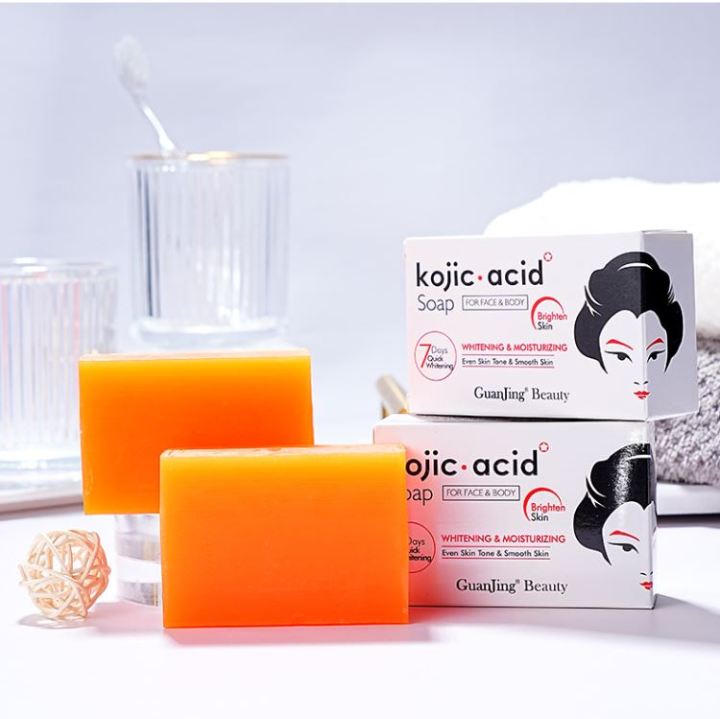 kojic·acid
Soap FOR FACE & BODY
Brighten
Skin
7 Days
Quick
Whitening
WHITENING & MOISTURIZING
Even Skin Tone & Smooth Skin
GuanJing® Beauty
ojic·acid
oap FOR FACE & BODY
Brighten
Skin
Days
uick
hitening
WHITENING & MOISTURIZING
Even Skin Tone & Smooth Skin
GuanJing® Beauty